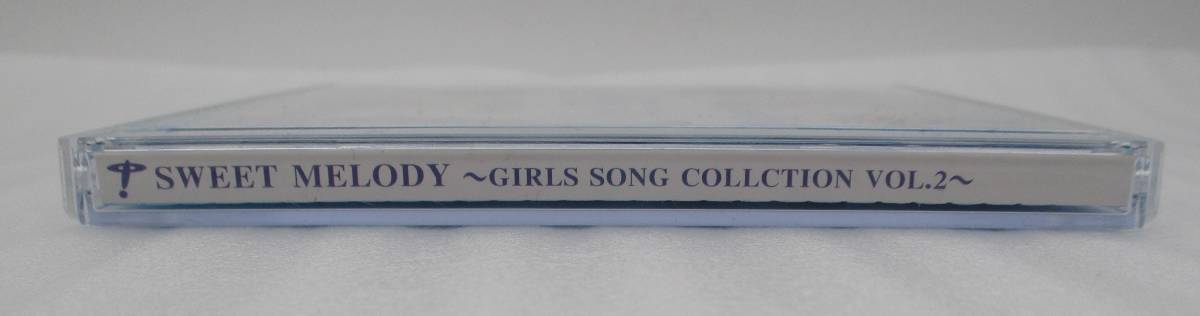 SWEET MELODY ～GIRLS SONG COLLCTION VOL.2～